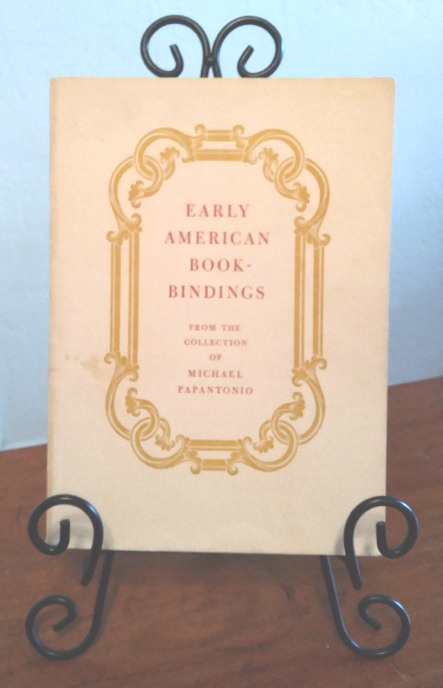 EARLY
AMERICAN
BOOK-
BINDINGS
FROM THE
COLLECTION
OF
MICHAEL
PAPANTONIO